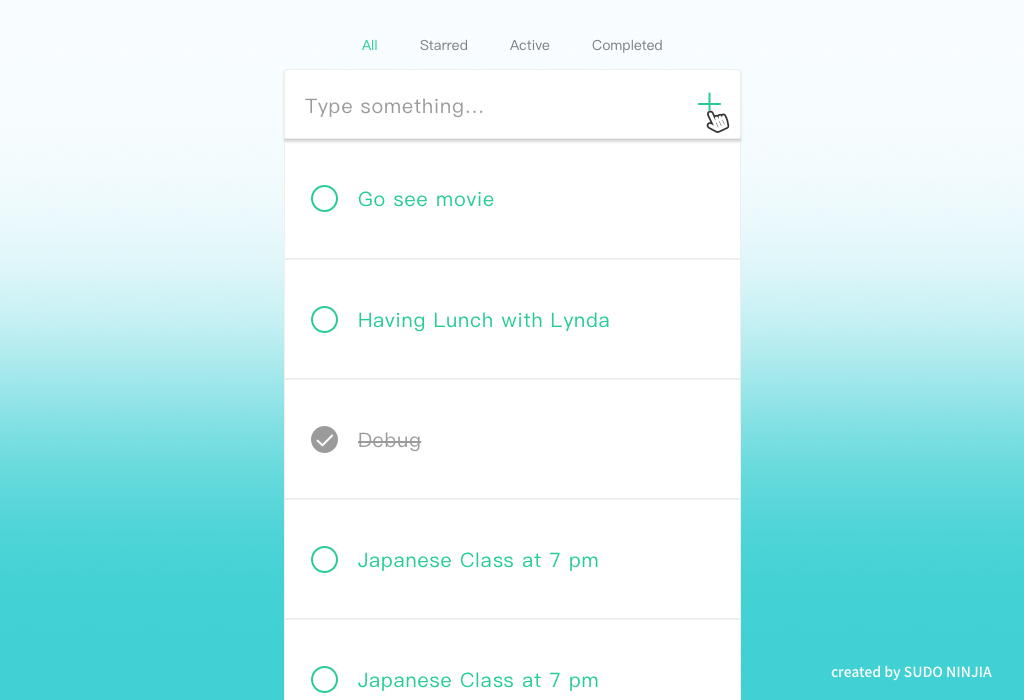 All Starred Active Completed
Type something...
Go see movie
Having Lunch with Lynda
Debug
Japanese Class at 7 pm
Japanese Class at 7 pm
created by SUDO NINJIA